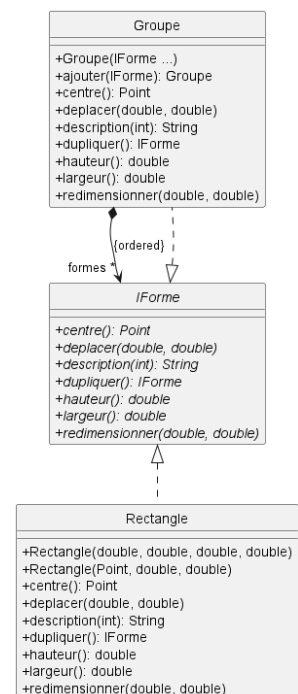 Groupe
+Groupe(IForme ...)
+ajouter(IForme): Groupe
+centre(): Point
+deplacer(double, double)
+description(int): String
+dupliquer(): IForme
+hauteur(): double
+largeur(): double
+redimensionner(double, double)
{ordered}
formes *
IForme
+centre(): Point
+deplacer(double, double)
+description(int): String
+dupliquer(): IForme
+hauteur(): double
+largeur(): double
+redimensionner(double, double)
Rectangle
+Rectangle(double, double, double, double)
+Rectangle(Point, double, double)
+centre(): Point
+deplacer(double, double)
+description(int): String
+dupliquer(): IForme
+hauteur(): double
+largeur(): double
+redimensionner(double, double)